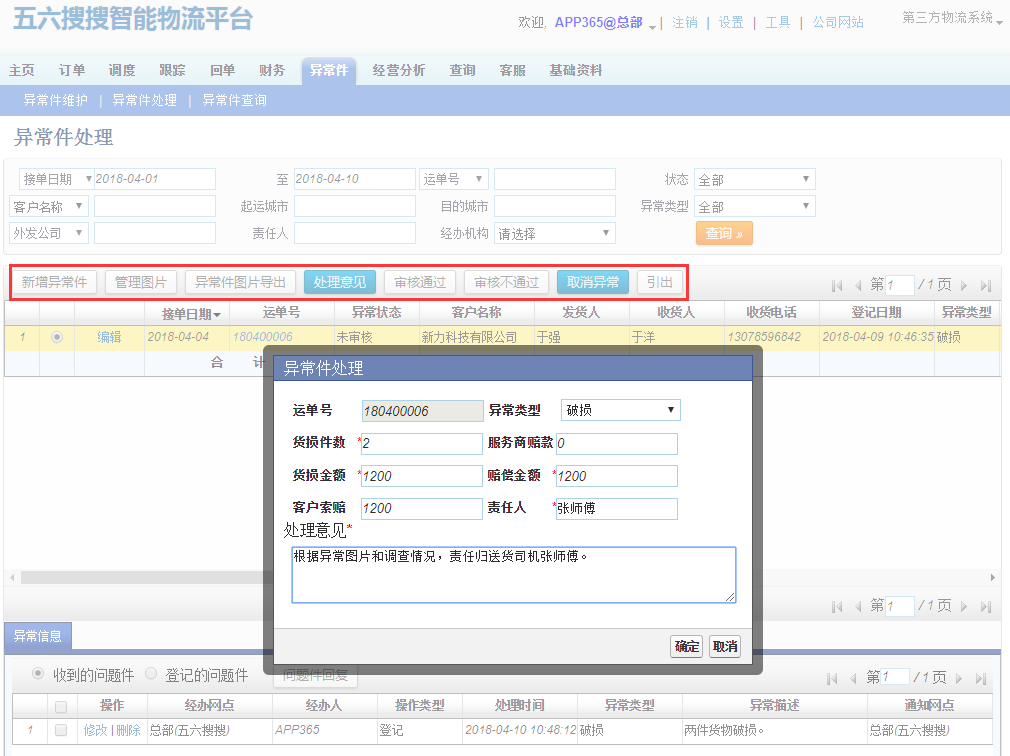 五六搜搜智能物流平台
欢迎, APP365@总部 | 注销 | 设置 | 工具 | 公司网站 第三方物流系统
主页 订单 调度 跟踪 回单 财务 异常件 经营分析 查询 客服 基础资料
异常件维护 | 异常件处理 | 异常件查询
异常件处理
接单日期 2018-04-01 至 2018-04-10 运单号 状态 全部
客户名称 起运城市 目的城市 异常类型 全部
外发公司 责任人 经办机构 请选择 查询 »
新增异常件 管理图片 异常件图片导出 处理意见 审核通过 审核不通过 取消异常 引出 第 1 / 1 页
接单日期 运单号 异常状态 客户名称 发货人 收货人 收货电话 登记日期 异常类型
1 编辑 2018-04-04 180400006 未审核 新力科技有限公司 于强 于洋 13078596842 2018-04-09 10:46:35 破损
合 计
异常件处理
运单号 180400006 异常类型 破损
货损件数 *2 服务商赔款 0
货损金额 *1200 赔偿金额 *1200
客户索赔 1200 责任人 *张师傅
处理意见*
根据异常图片和调查情况，责任归送货司机张师傅。
确定 取消
第 1 / 1 页
异常信息
收到的问题件 登记的问题件 问题件回复 第 1 / 1 页
操作 经办网点 经办人 操作类型 处理时间 异常类型 异常描述 通知网点
1 修改 | 删除 总部(五六搜搜) APP365 登记 2018-04-10 10:48:12 破损 两件货物破损。 总部(五六搜搜)